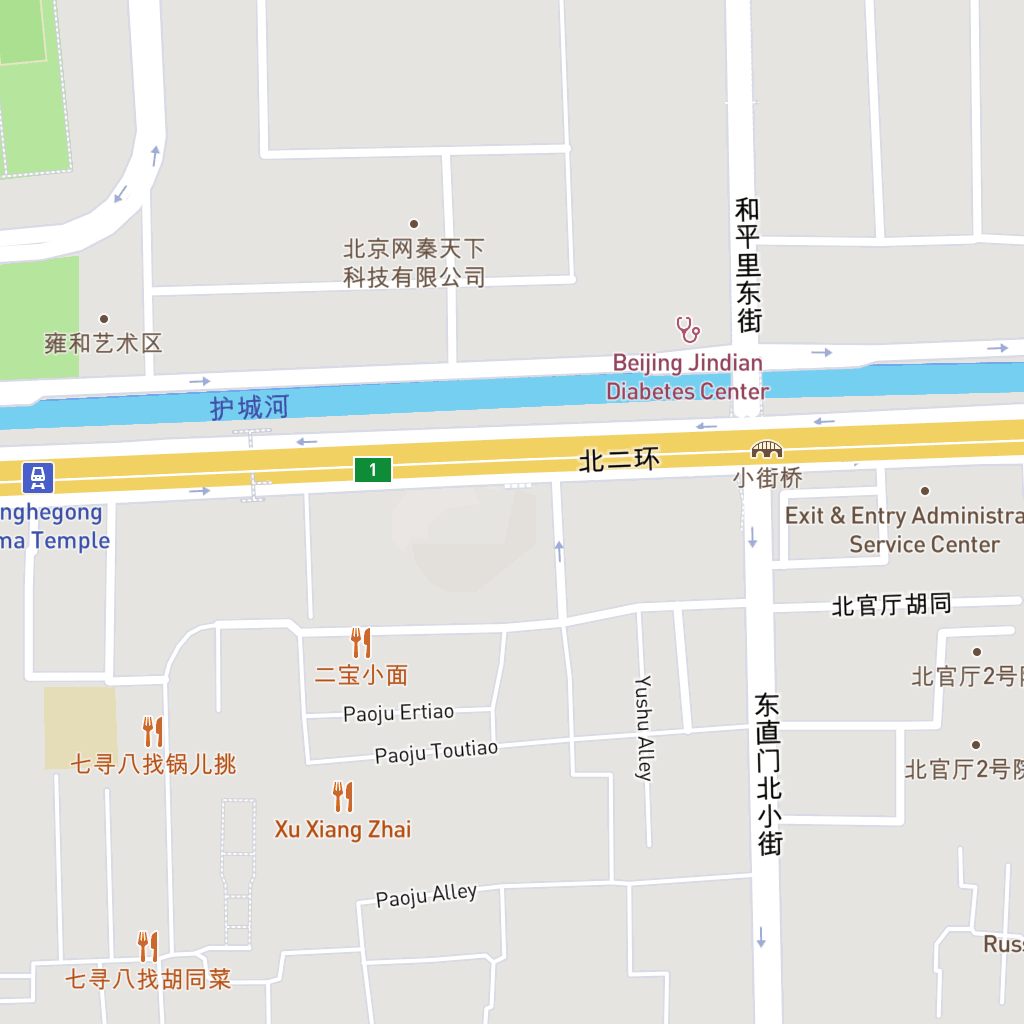 和平里东街
北京网秦天下
科技有限公司
雍和艺术区
Beijing Jindian
Diabetes Center
护城河
北二环
1
小街桥
nghegong
ma Temple
Exit & Entry Administra
Service Center
北官厅胡同
二宝小面
北官厅2号院
Paoju Ertiao
Yushu Alley
东直门北小街
Paoju Toutiao
七寻八找锅儿挑
北官厅2号院
Xu Xiang Zhai
Paoju Alley
Russ
七寻八找胡同菜